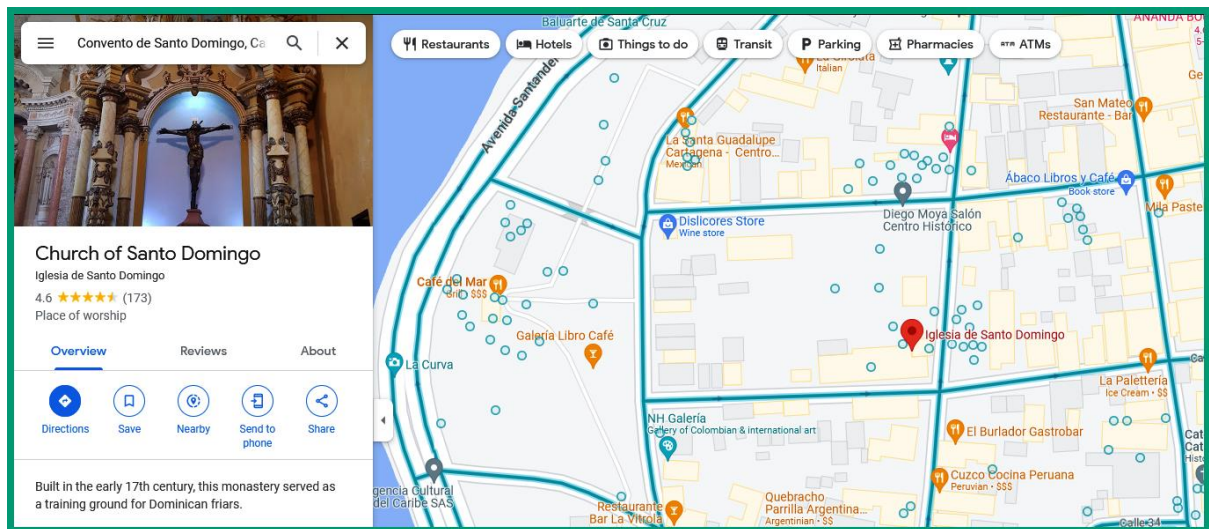 Convento de Santo Domingo, Ca
Church of Santo Domingo
Iglesia de Santo Domingo
4.6
(173)
Place of worship
Overview
Reviews
About
Directions
Save
Nearby
Send to
phone
Share
Built in the early 17th century, this monastery served as
a training ground for Dominican friars.
Restaurants
Hotels
Things to do
Transit
Parking
Pharmacies
ATMs
Baluarte de Santa Cruz
Avenida-Santander
Italian
San Mateo
Restaurante - Bar
La Santa Guadalupe
Cartagena - Centro...
Mexican
Ábaco Libros y Café
Book store
Mila Paste
Dislicores Store
Wine store
Diego Moya Salón
Centro Histórico
Café del Mar
Grill · $$$
Galería Libro Café
Iglesia de Santo Domingo
La Curva
La Palettería
Ice Cream • $$
NH Galería
Gallery of Colombian & international art
El Burlador Gastrobar
Cuzco Cocina Peruana
Peruvian • $$$
gencia Cultural
del Caribe SAS
Restaurante
Bar La Vitrola
Quebracho
Parrilla Argentina...
Argentinian • $$
Calle 34